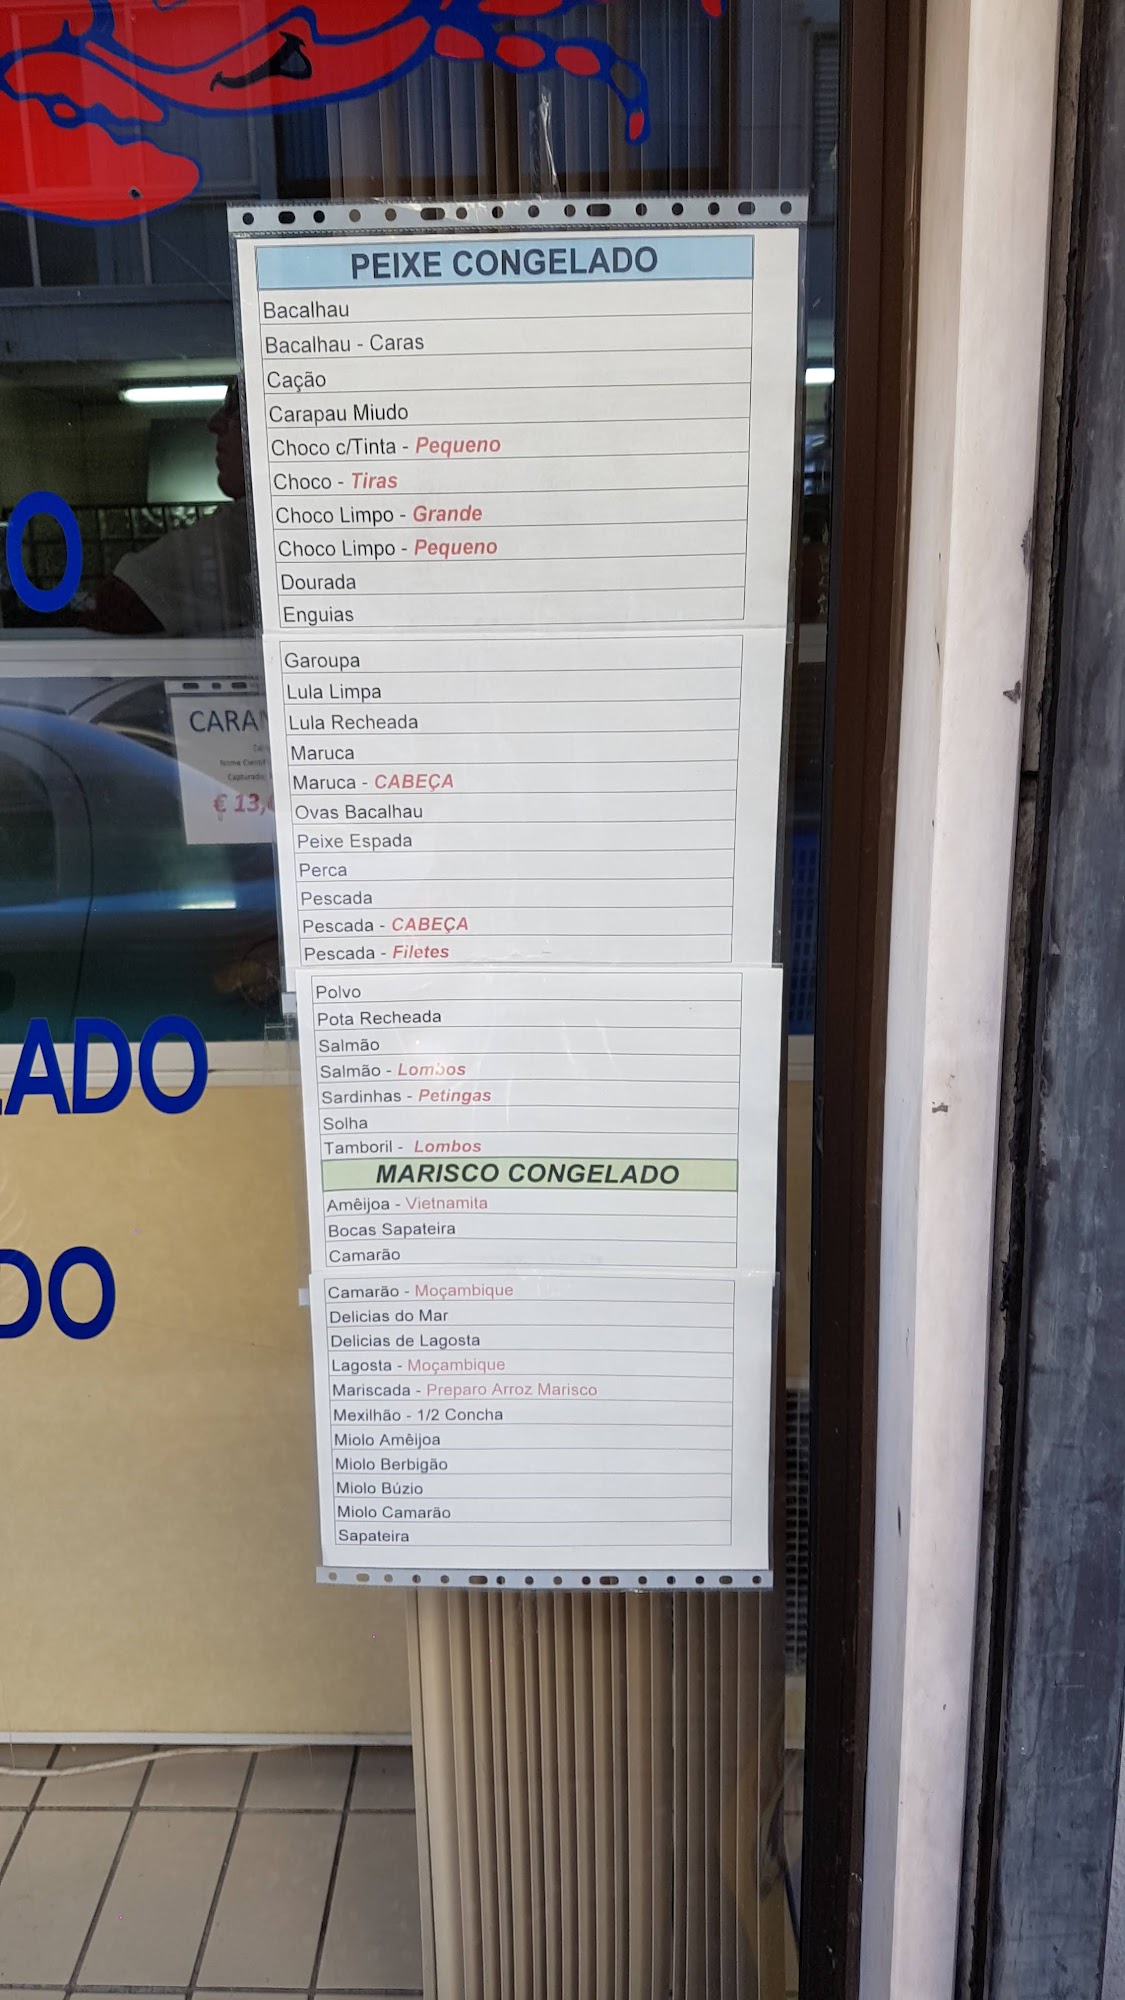 PEIXE CONGELADO
Bacalhau
Bacalhau - Caras
Cação
Carapau Miudo
Choco c/Tinta - Pequeno
Choco - Tiras
Choco Limpo - Grande
Choco Limpo - Pequeno
Dourada
Enguias
Garoupa
Lula Limpa
Lula Recheada
Maruca
Maruca - CABEÇA
Ovas Bacalhau
Peixe Espada
Perca
Pescada
Pescada - CABEÇA
Pescada - Filetes
Polvo
Pota Recheada
Salmão
Salmão - Lombos
Sardinhas - Petingas
Solha
Tamboril - Lombos
MARISCO CONGELADO
Amêijoa - Vietnamita
Bocas Sapateira
Camarão
Camarão - Moçambique
Delicias do Mar
Delicias de Lagosta
Lagosta - Moçambique
Mariscada - Preparo Arroz Marisco
Mexilhão - 1/2 Concha
Miolo Amêijoa
Miolo Berbigão
Miolo Búzio
Miolo Camarão
Sapateira
O
LADO
DO
CARA
€ 13,